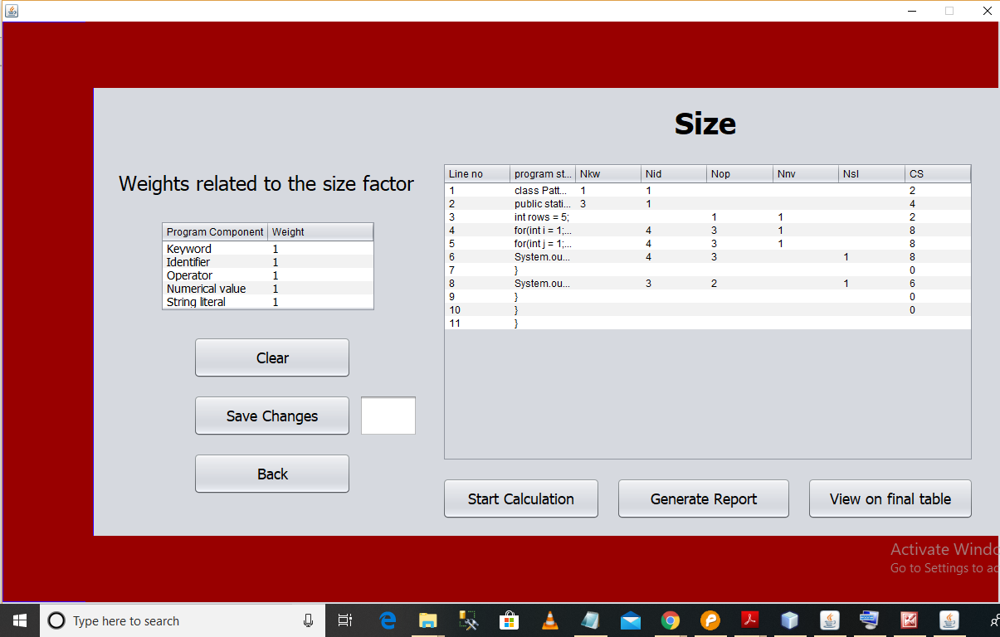 Size
Weights related to the size factor
Program Component Weight
Keyword 1
Identifier 1
Operator 1
Numerical value 1
String literal 1
Clear
Save Changes
Back
Line no program st... Nkw Nid Nop Nnv Nsl CS
1 class Patt... 1 1 2
2 public stati... 3 1 4
3 int rows = 5; 1 1 2
4 for(int i = 1;... 4 3 1 8
5 for(int j = 1;... 4 3 1 8
6 System.ou... 4 3 1 8
7 } 0
8 System.ou... 3 2 1 6
9 } 0
10 } 0
11 }
Start Calculation Generate Report View on final table
Activate Windo
Go to Settings to ac
Type here to search